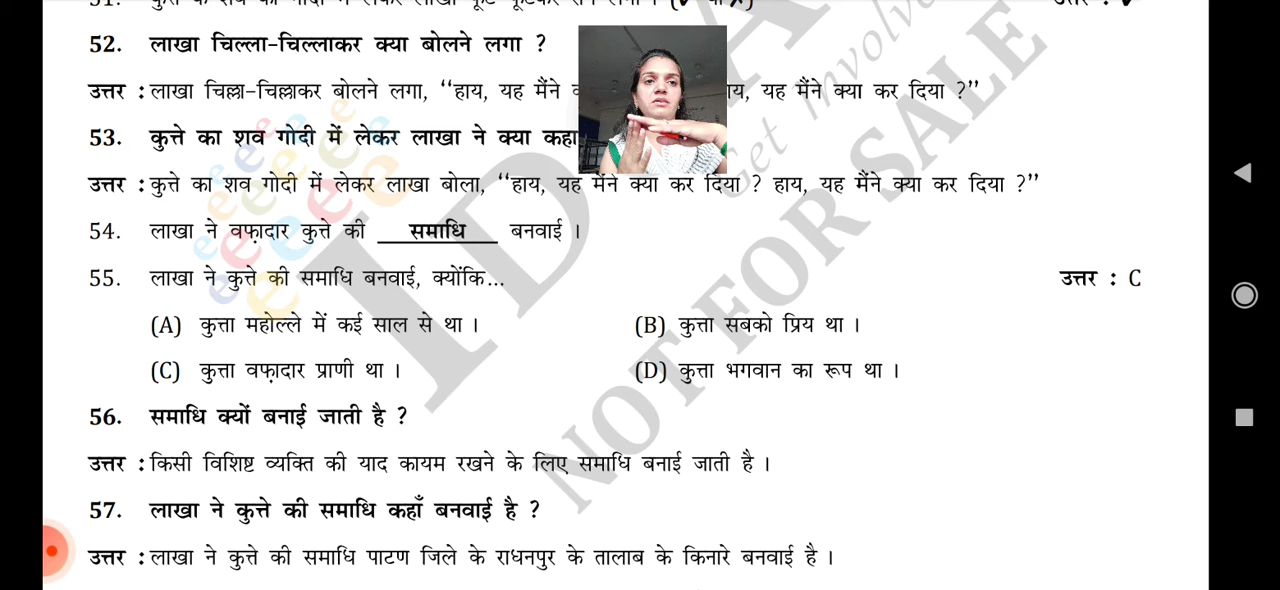 52. लाखा चिल्ला-चिल्लाकर क्या बोलने लगा ?
उत्तर : लाखा चिल्ला-चिल्लाकर बोलने लगा, “हाय, यह मैंने यह मैंने क्या कर दिया ?”
53. कुत्ते का शव गोदी में लेकर लाखा ने क्या कहा
उत्तर : कुत्ते का शव गोदी में लेकर लाखा बोला, “हाय, यह मैंने क्या कर दिया ? हाय, यह मैंने क्या कर दिया ?”
54. लाखा ने वफ़ादार कुत्ते की समाधि बनवाई ।
55. लाखा ने कुत्ते की समाधि बनवाई, क्योंकि... उत्तर : C
(A) कुत्ता महोल्ले में कई साल से था । (B) कुत्ता सबको प्रिय था ।
(C) कुत्ता वफ़ादार प्राणी था । (D) कुत्ता भगवान का रूप था ।
56. समाधि क्यों बनाई जाती है ?
उत्तर : किसी विशिष्ट व्यक्ति की याद कायम रखने के लिए समाधि बनाई जाती है ।
57. लाखा ने कुत्ते की समाधि कहाँ बनवाई है ?
उत्तर : लाखा ने कुत्ते की समाधि पाटण जिले के राधनपुर के तालाब के किनारे बनवाई है ।
Get involve
NOT FOR SALE